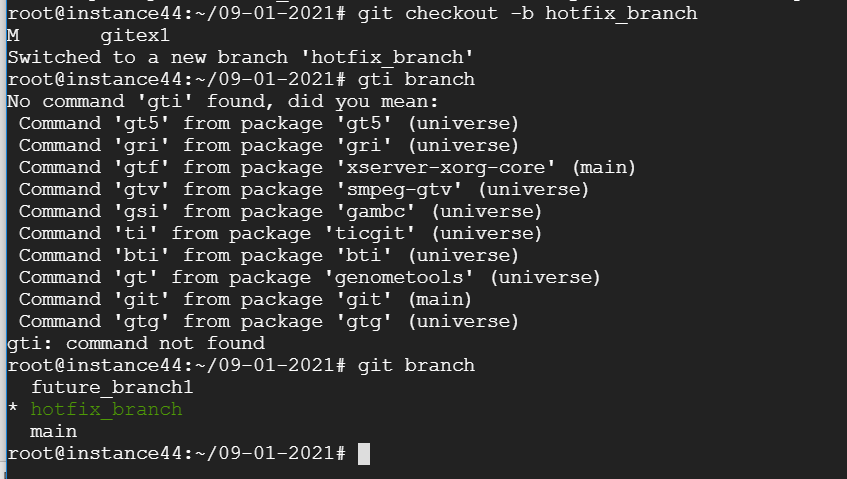 root@instance44:~/09-01-2021# git checkout -b hotfix_branch
M       gitex1
Switched to a new branch 'hotfix_branch'
root@instance44:~/09-01-2021# gti branch
No command 'gti' found, did you mean:
 Command 'gt5' from package 'gt5' (universe)
 Command 'gri' from package 'gri' (universe)
 Command 'gtf' from package 'xserver-xorg-core' (main)
 Command 'gtv' from package 'smpeg-gtv' (universe)
 Command 'gsi' from package 'gambc' (universe)
 Command 'ti' from package 'ticgit' (universe)
 Command 'bti' from package 'bti' (universe)
 Command 'gt' from package 'genometools' (universe)
 Command 'git' from package 'git' (main)
 Command 'gtg' from package 'gtg' (universe)
gti: command not found
root@instance44:~/09-01-2021# git branch
  future_branch1
* hotfix_branch
  main
root@instance44:~/09-01-2021#